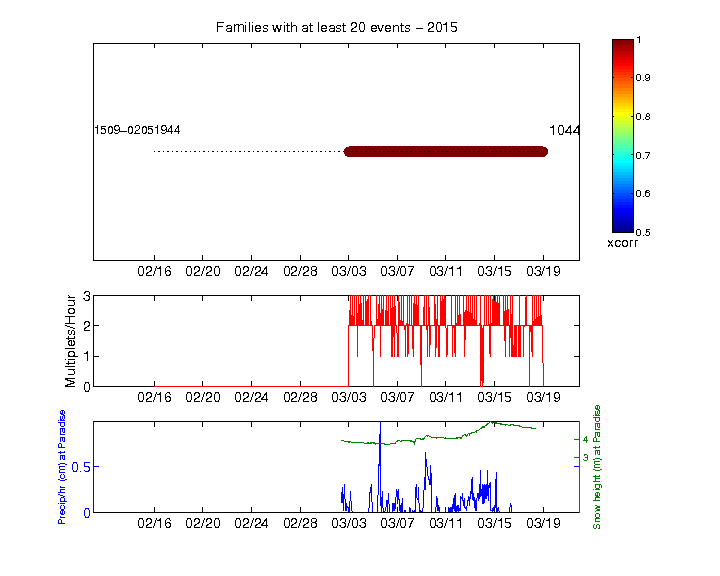 Families with at least 20 events – 2015
1509–02051944
1044
02/16 02/20 02/24 02/28 03/03 03/07 03/11 03/15 03/19
1
0.9
0.8
0.7
0.6
0.5
xcorr
Multiplets/Hour
3
2
1
0
02/16 02/20 02/24 02/28 03/03 03/07 03/11 03/15 03/19
Precip/hr (cm) at Paradise
0.5
0
4
3
Snow height (m) at Paradise
02/16 02/20 02/24 02/28 03/03 03/07 03/11 03/15 03/19